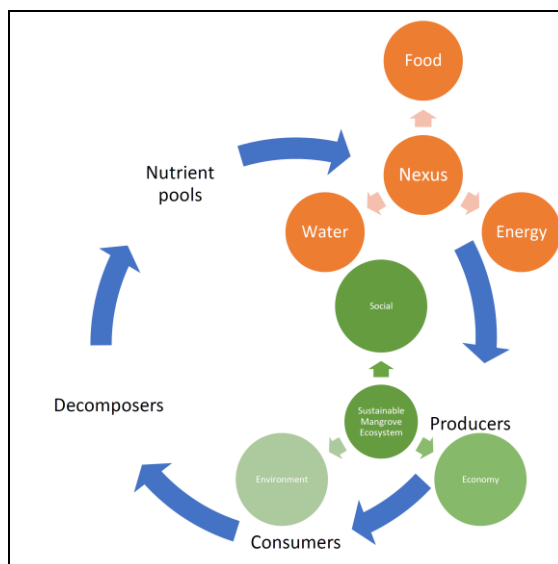 Food
Nutrient
pools
Nexus
Water
Energy
Social
Decomposers
Sustainable
Mangrove
Ecosystem
Producers
Environment
Economy
Consumers